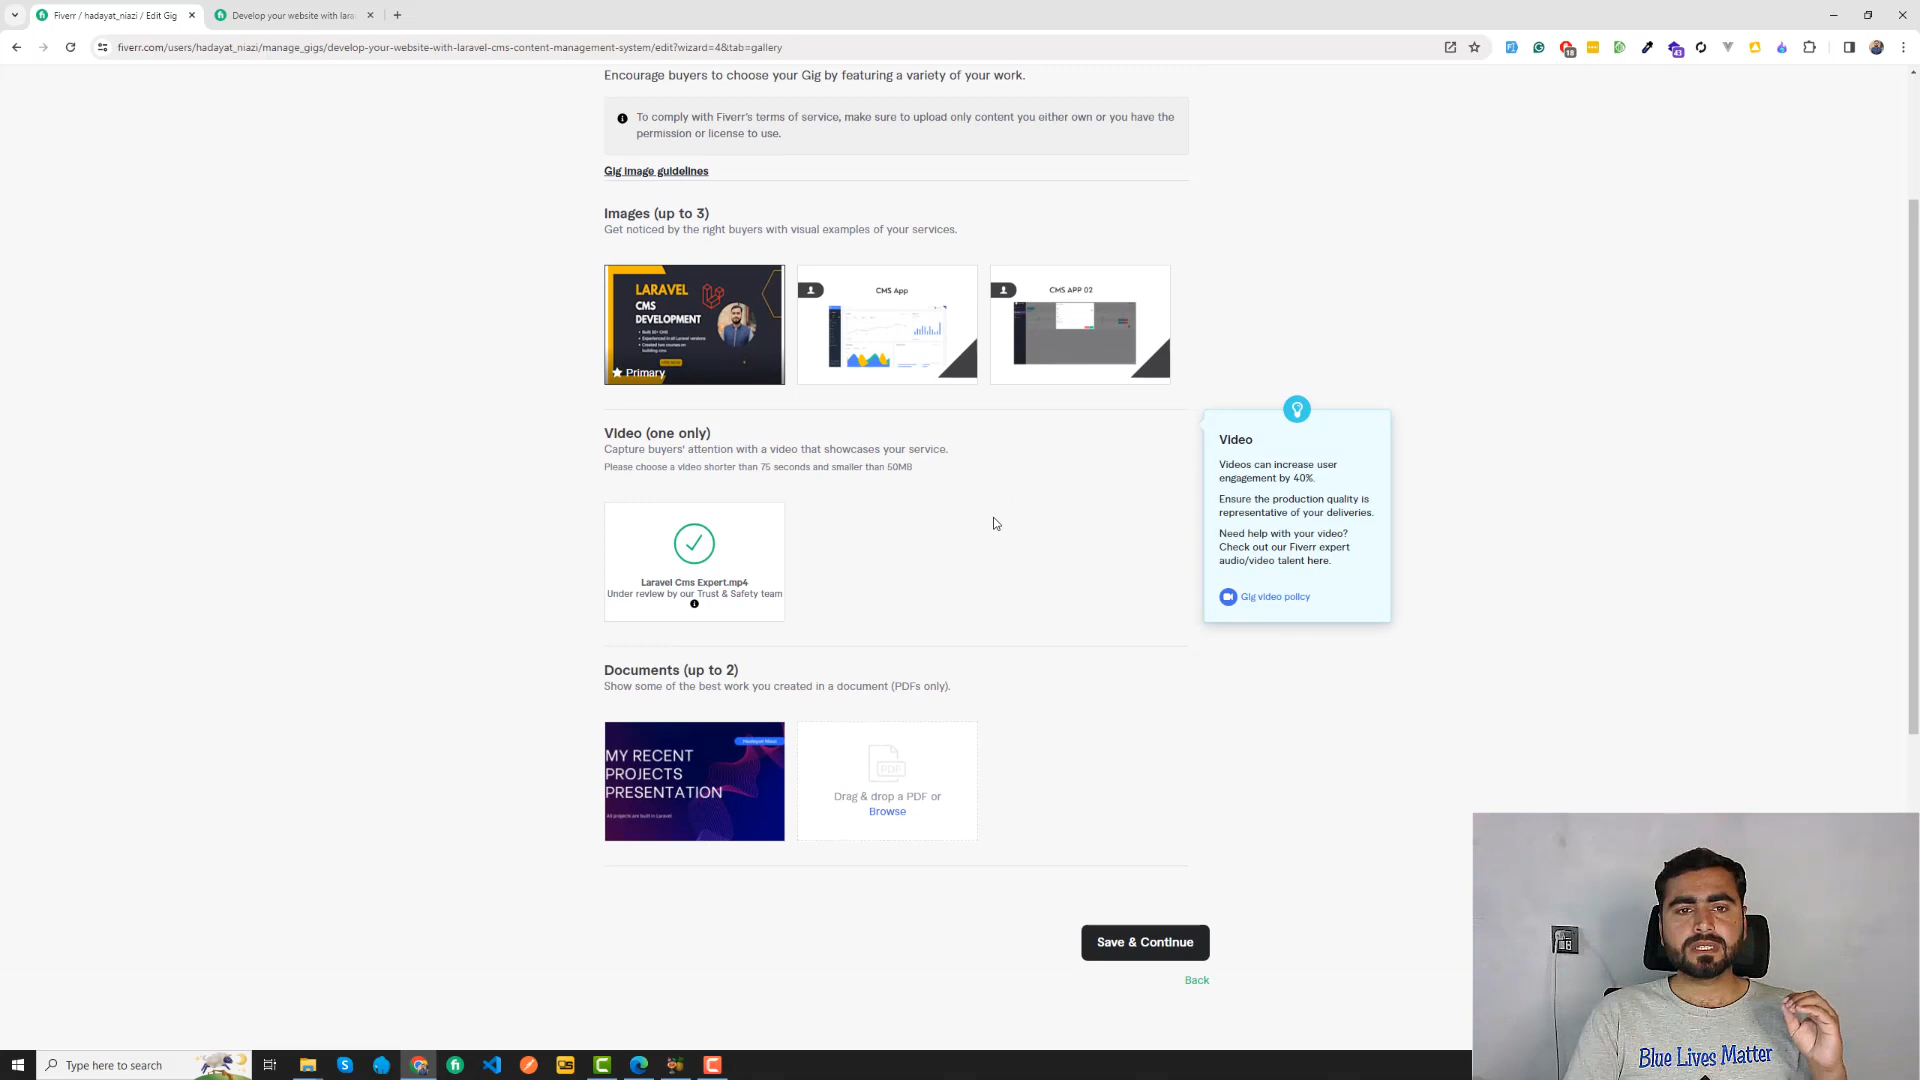 Fiverr / hadayat_niazi / Edit Gig
Develop your website with lara
fiverr.com/users/hadayat_niazi/manage_gigs/develop-your-website-with-laravel-cms-content-management-system/edit?wizard=4&tab=gallery
18
43
Encourage buyers to choose your Gig by featuring a variety of your work.
To comply with Fiverr's terms of service, make sure to upload only content you either own or you have the
permission or license to use.
Gig image guidelines
Images (up to 3)
Get noticed by the right buyers with visual examples of your services.
LARAVEL
CMS
DEVELOPMENT
Primary
CMS App
CMS APP 02
Video (one only)
Capture buyers' attention with a video that showcases your service.
Please choose a video shorter than 75 seconds and smaller than 50MB
Laravel Cms Expert.mp4
Under review by our Trust & Safety team
Video
Videos can increase user
engagement by 40%.
Ensure the production quality is
representative of your deliveries.
Need help with your video?
Check out our Fiverr expert
audio/video talent here.
Gig video policy
Documents (up to 2)
Show some of the best work you created in a document (PDFs only).
MY RECENT
PROJECTS
PRESENTATION
All projects are built in Laravel
PDF
Drag & drop a PDF or
Browse
Save & Continue
Back
Type here to search
Blue Lives Matter